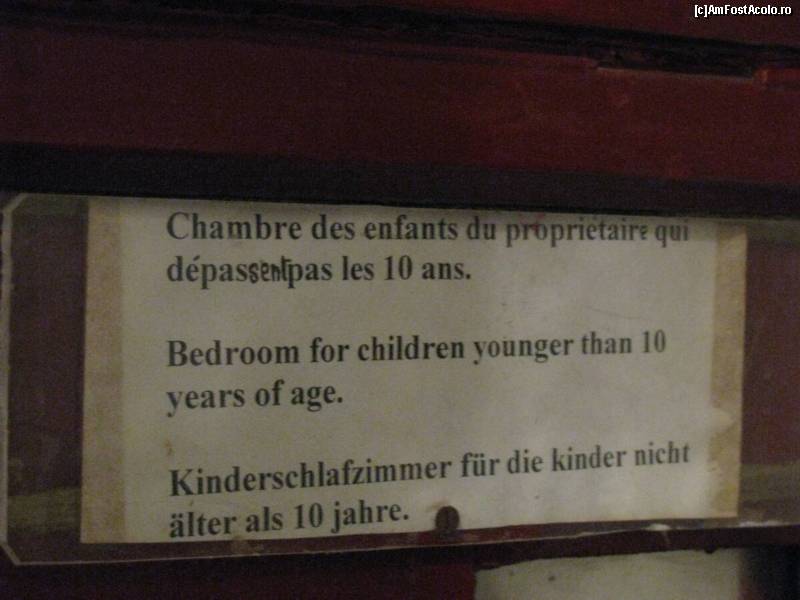 [c]AmFostAcolo.ro
Chambre des enfants du propriétaire qui
dépassent pas les 10 ans.
Bedroom for children younger than 10
years of age.
Kinderschlafzimmer für die kinder nicht
älter als 10 jahre.